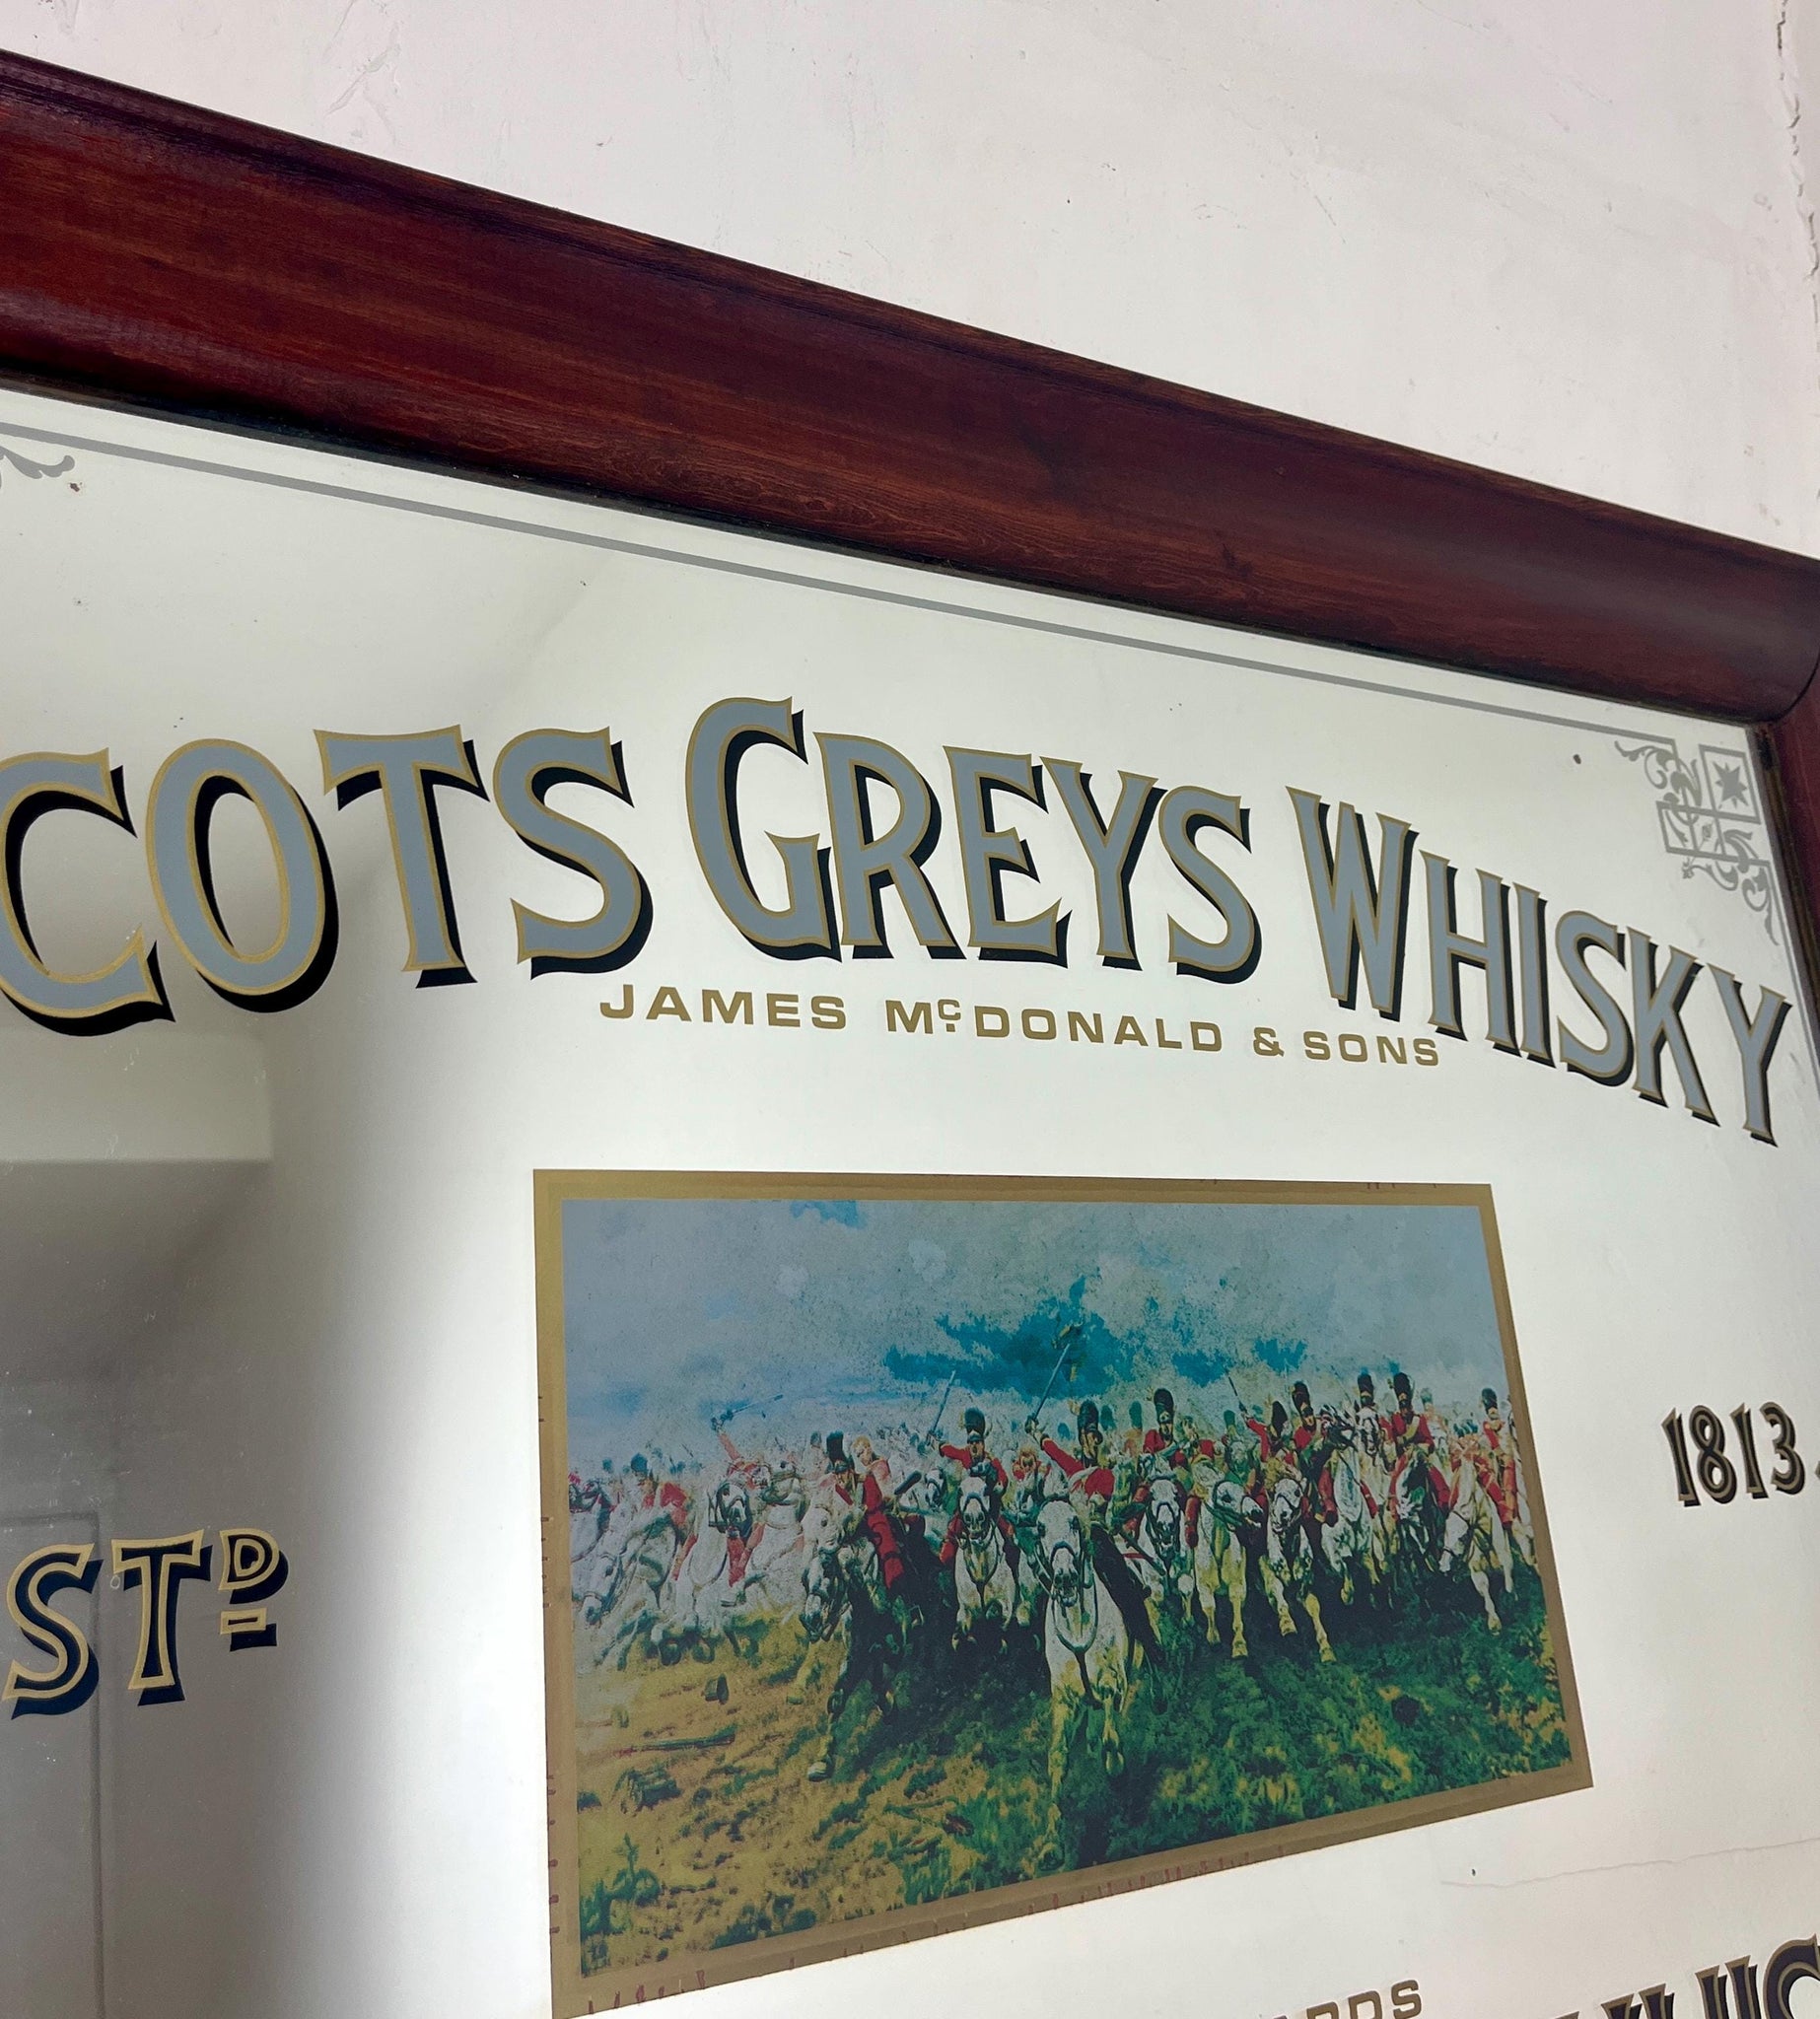 COTS GREYS WHISKY
JAMES McDONALD & SONS
STD
1813.